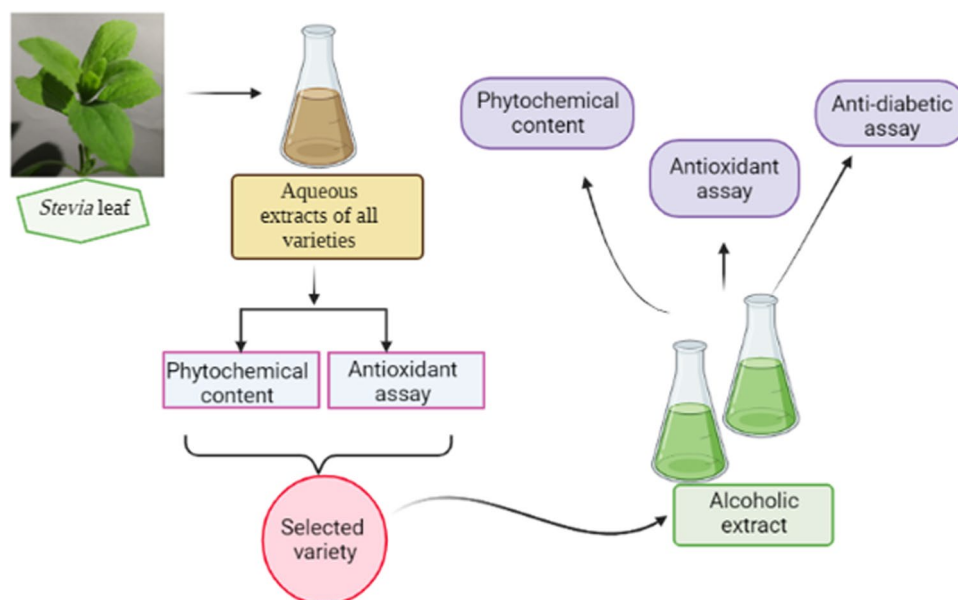 Stevia leaf
Aqueous
extracts of all
varieties
Phytochemical
content
Antioxidant
assay
Selected
variety
Alcoholic
extract
Phytochemical
content
Antioxidant
assay
Anti-diabetic
assay